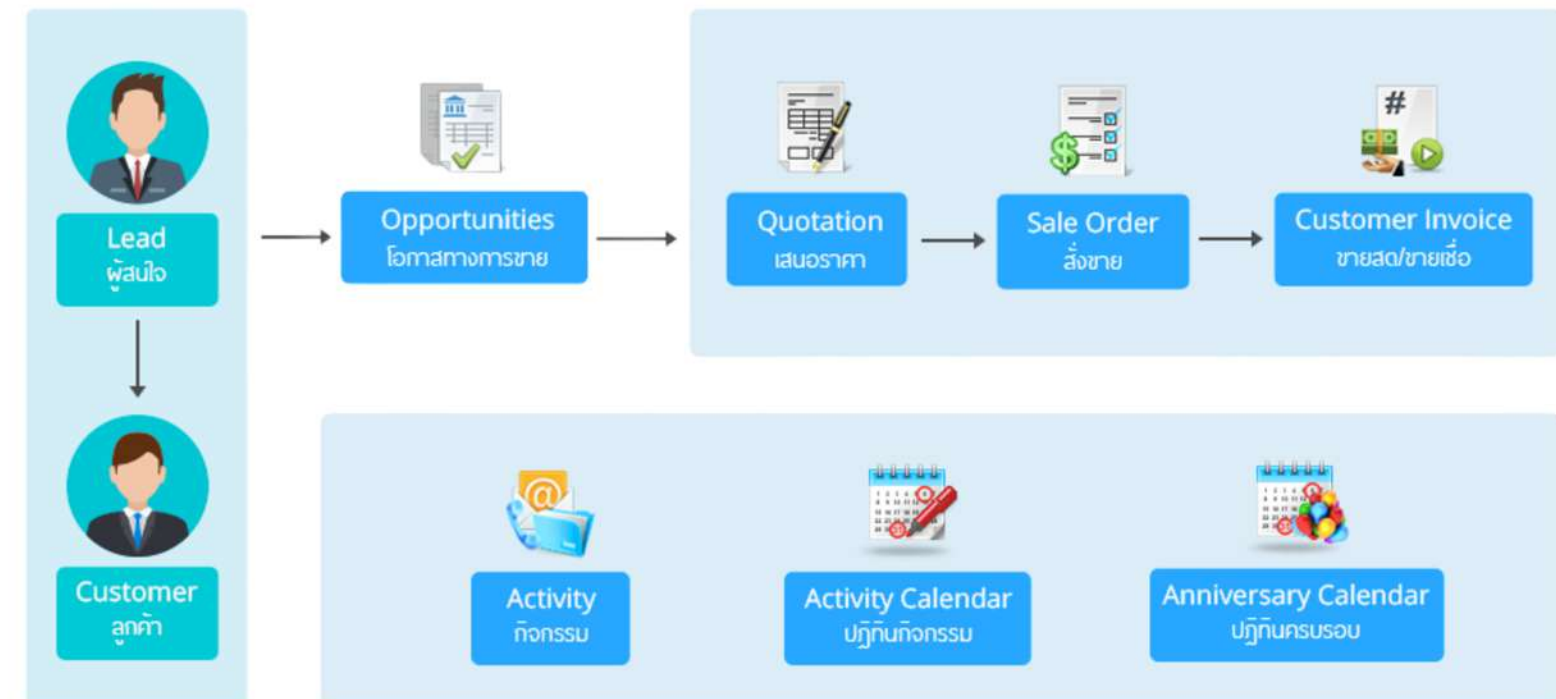 Lead
ผู้สนใจ
Opportunities
โอกาสทางการขาย
Quotation
เสนอราคา
Sale Order
สั่งขาย
#
Customer Invoice
ขายสด/ขายเชื่อ
Customer
ลูกค้า
@
Activity
กิจกรรม
Activity Calendar
ปฏิทินกิจกรรม
Anniversary Calendar
ปฏิทินครบรอบ